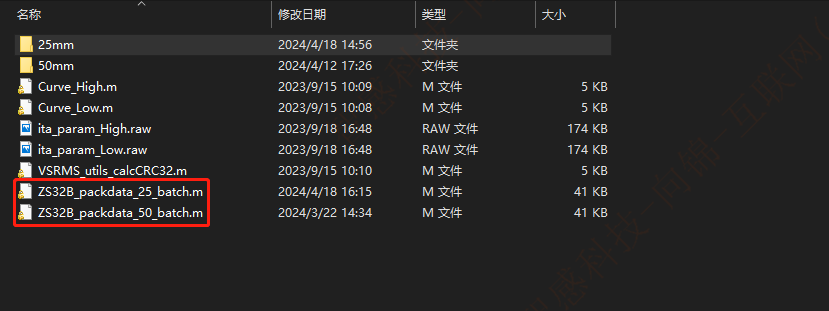 名称 修改日期 类型 大小
25mm 2024/4/18 14:56 文件夹
50mm 2024/4/12 17:26 文件夹
Curve_High.m 2023/9/15 10:09 M 文件 5 KB
Curve_Low.m 2023/9/15 10:08 M 文件 5 KB
ita_param_High.raw 2023/9/18 16:48 RAW 文件 174 KB
ita_param_Low.raw 2023/9/18 16:48 RAW 文件 174 KB
VSRMS_utils_calcCRC32.m 2023/9/15 10:10 M 文件 5 KB
ZS32B_packdata_25_batch.m 2024/4/18 16:15 M 文件 41 KB
ZS32B_packdata_50_batch.m 2024/3/22 14:34 M 文件 41 KB